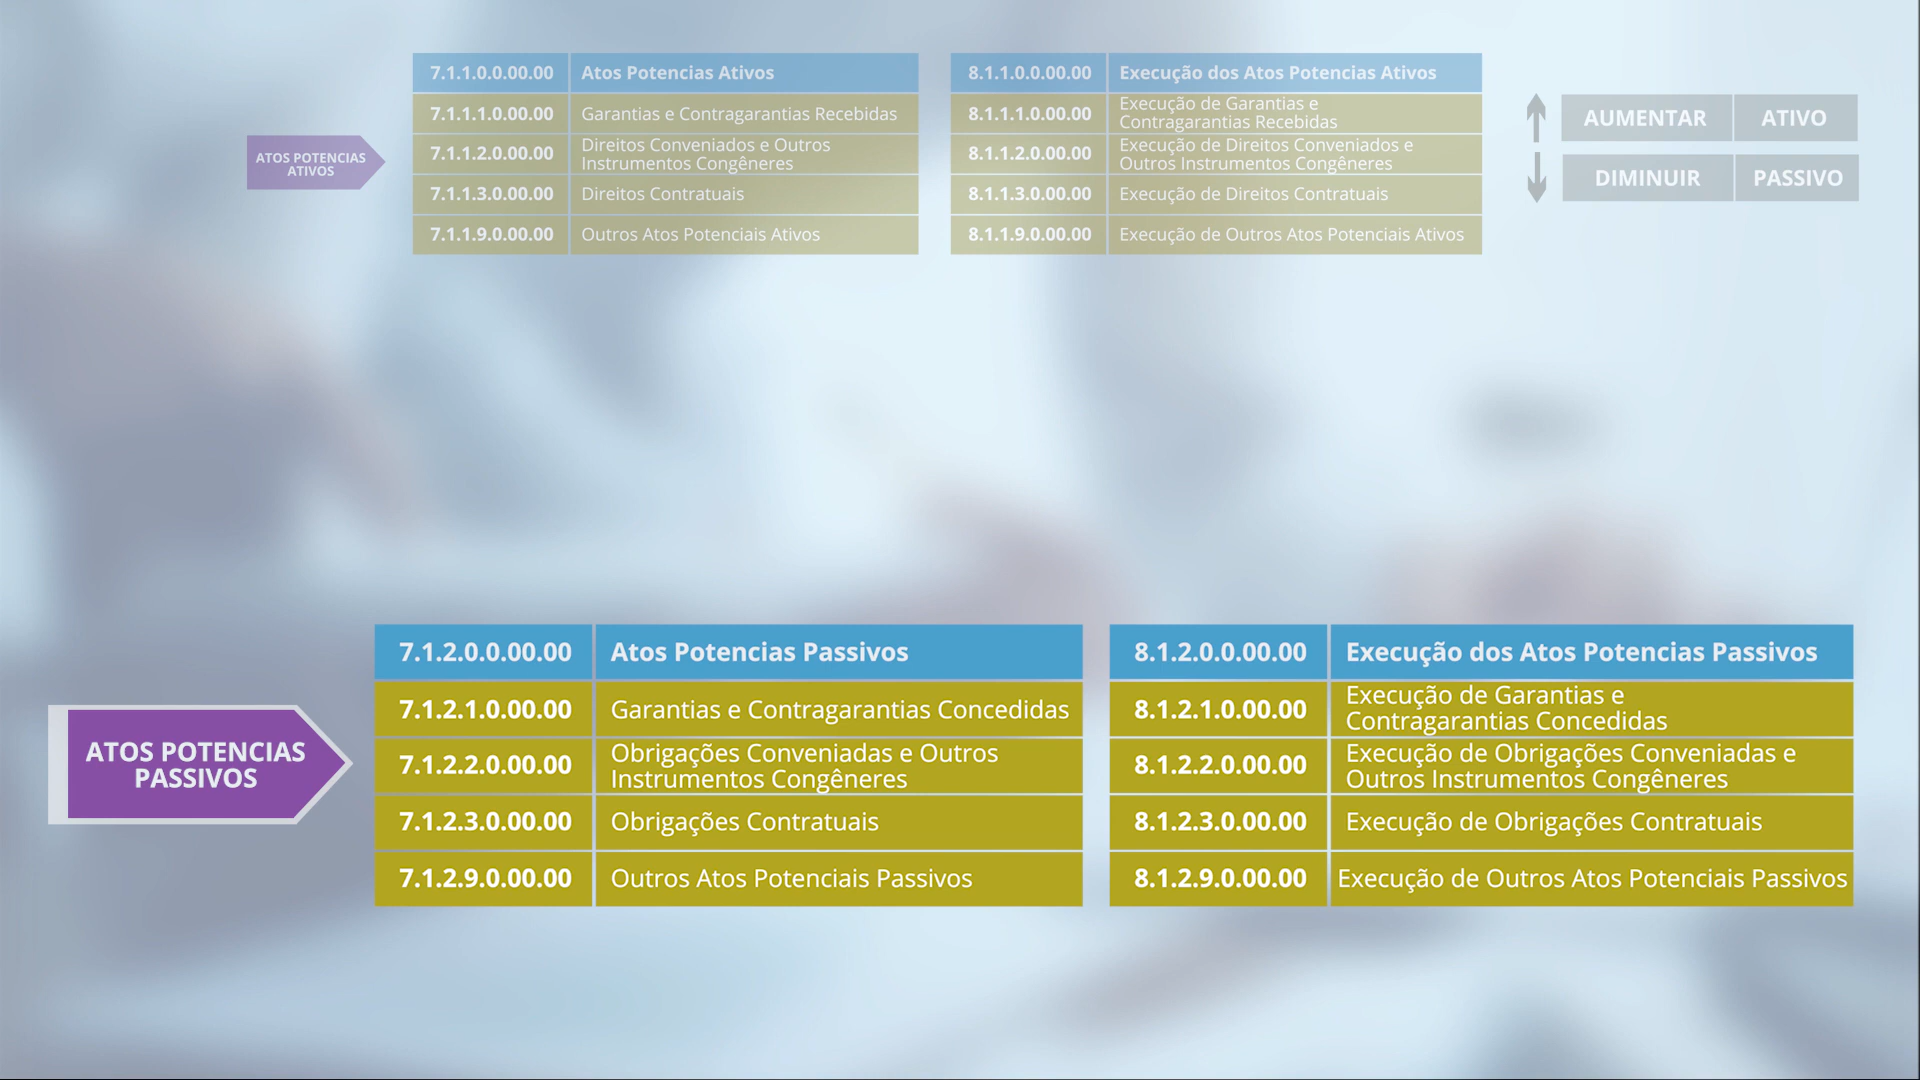 ATOS POTENCIAS
ATIVOS
7.1.1.0.0.00.00 Atos Potencias Ativos
7.1.1.1.0.00.00 Garantias e Contragarantias Recebidas
7.1.1.2.0.00.00 Direitos Conveniados e Outros
Instrumentos Congêneres
7.1.1.3.0.00.00 Direitos Contratuais
7.1.1.9.0.00.00 Outros Atos Potenciais Ativos
8.1.1.0.0.00.00 Execução dos Atos Potencias Ativos
8.1.1.1.0.00.00 Execução de Garantias e
Contragarantias Recebidas
8.1.1.2.0.00.00 Execução de Direitos Conveniados e
Outros Instrumentos Congêneres
8.1.1.3.0.00.00 Execução de Direitos Contratuais
8.1.1.9.0.00.00 Execução de Outros Atos Potenciais Ativos
AUMENTAR ATIVO
DIMINUIR PASSIVO
ATOS POTENCIAS
PASSIVOS
7.1.2.0.0.00.00 Atos Potencias Passivos
7.1.2.1.0.00.00 Garantias e Contragarantias Concedidas
7.1.2.2.0.00.00 Obrigações Conveniadas e Outros
Instrumentos Congêneres
7.1.2.3.0.00.00 Obrigações Contratuais
7.1.2.9.0.00.00 Outros Atos Potenciais Passivos
8.1.2.0.0.00.00 Execução dos Atos Potencias Passivos
8.1.2.1.0.00.00 Execução de Garantias e
Contragarantias Concedidas
8.1.2.2.0.00.00 Execução de Obrigações Conveniadas e
Outros Instrumentos Congêneres
8.1.2.3.0.00.00 Execução de Obrigações Contratuais
8.1.2.9.0.00.00 Execução de Outros Atos Potenciais Passivos